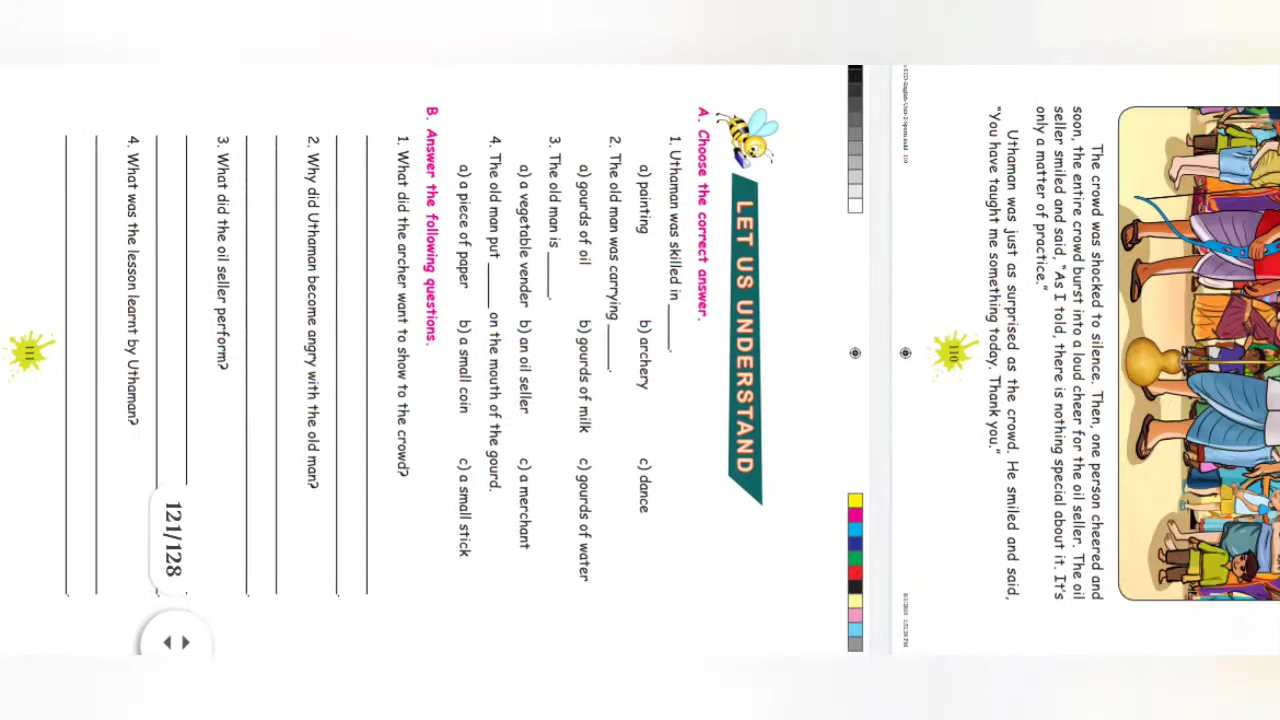 The crowd was shocked to silence. Then, one person cheered and
soon, the entire crowd burst into a loud cheer for the oil seller. The oil
seller smiled and said, "As I told, there is nothing special about it. It's
only a matter of practice."
Uthaman was just as surprised as the crowd. He smiled and said,
"You have taught me something today. Thank you."
110
LET US UNDERSTAND
A. Choose the correct answer.
1. Uthaman was skilled in ______.
a) painting b) archery c) dance
2. The old man was carrying ______.
a) gourds of oil b) gourds of milk c) gourds of water
3. The old man is ______.
a) a vegetable vender b) an oil seller c) a merchant
4. The old man put ______ on the mouth of the gourd.
a) a piece of paper b) a small coin c) a small stick
B. Answer the following questions.
1. What did the archer want to show to the crowd?
2. Why did Uthaman become angry with the old man?
3. What did the oil seller perform?
4. What was the lesson learnt by Uthaman?
111
121/128